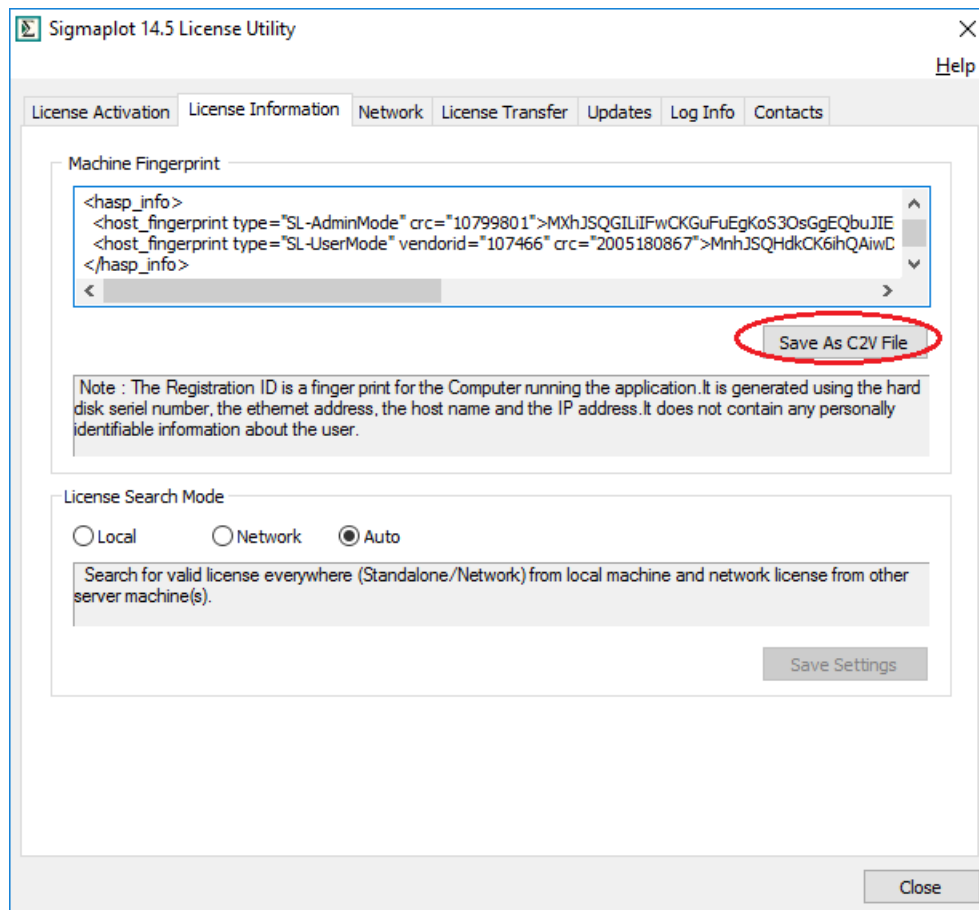 Sigmaplot 14.5 License Utility
Help
License Activation License Information Network License Transfer Updates Log Info Contacts
Machine Fingerprint
<hasp_info>
<host_fingerprint type="SL-AdminMode" crc="10799801">MXhJSQGILiIFwCKGuFuEgKoS3OsGgEQbuJIE
<host_fingerprint type="SL-UserMode" vendorid="107466" crc="2005180867">MnhJSQHdkCK6ihQAiwD
</hasp_info>
Save As C2V File
Note : The Registration ID is a finger print for the Computer running the application.It is generated using the hard
disk seriel number, the ethernet address, the host name and the IP address.It does not contain any personally
identifiable information about the user.
License Search Mode
Local Network Auto
Search for valid license everywhere (Standalone/Network) from local machine and network license from other
server machine(s).
Save Settings
Close